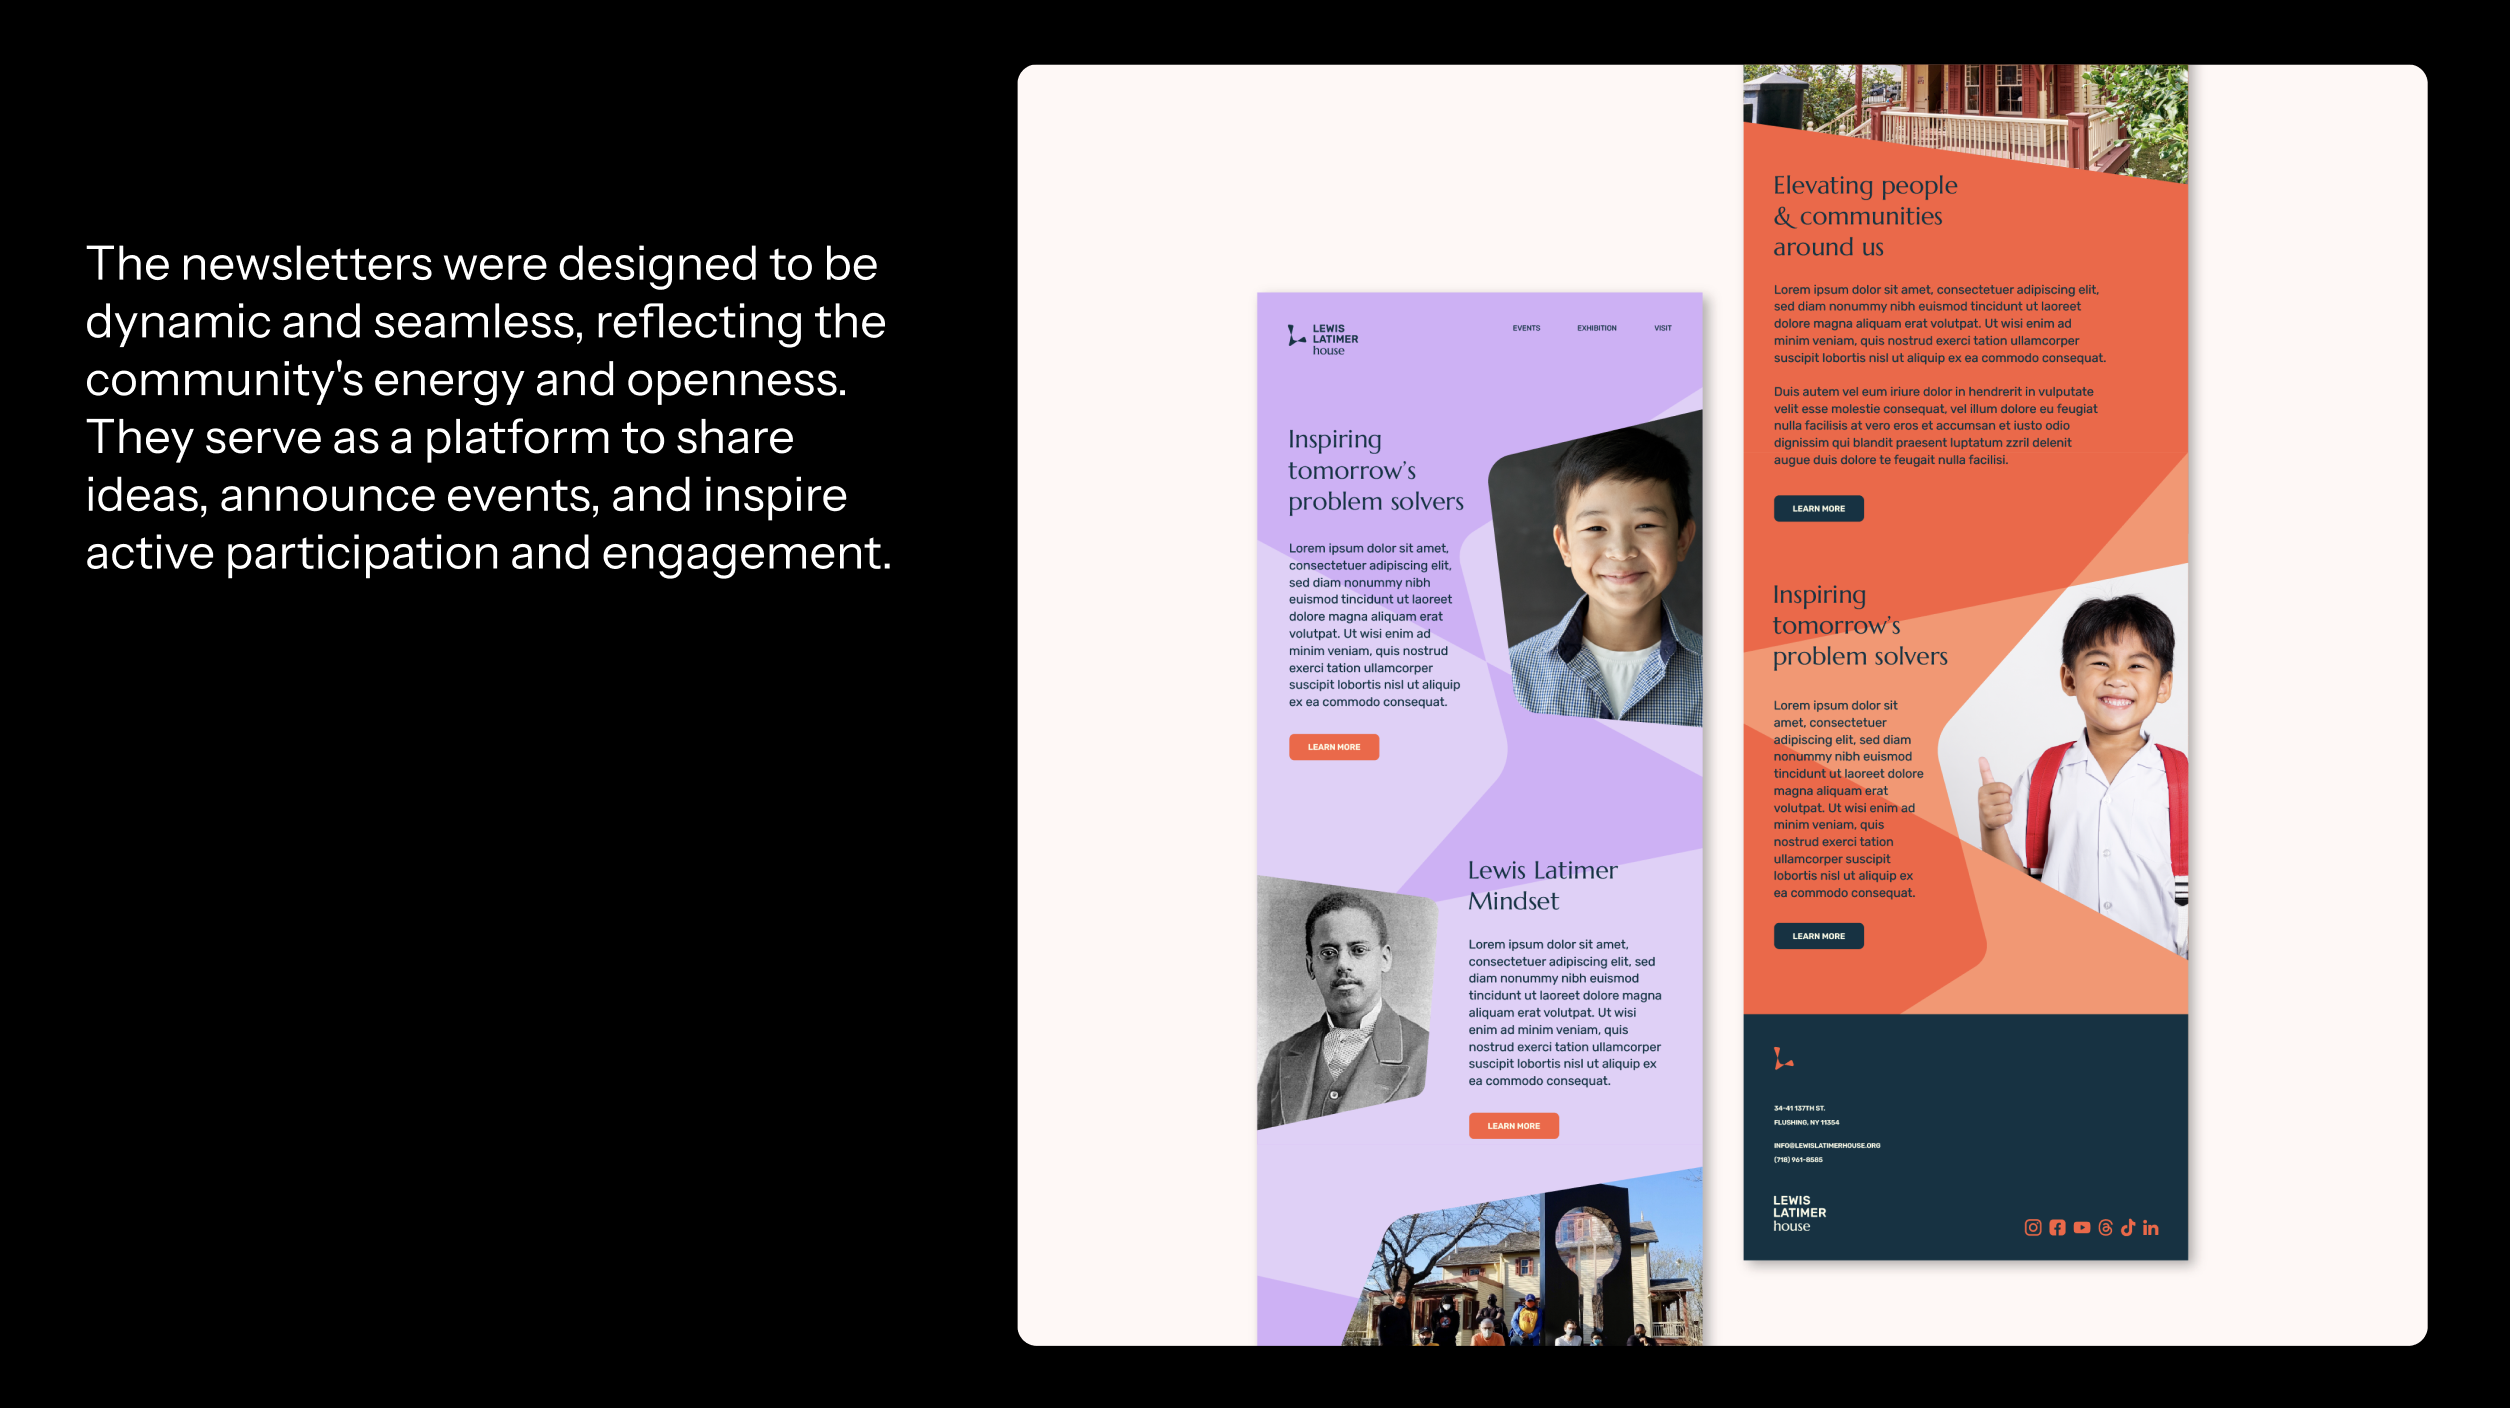 The newsletters were designed to be
dynamic and seamless, reflecting the
community's energy and openness.
They serve as a platform to share
ideas, announce events, and inspire
active participation and engagement.
LEWIS
LATIMER
house
EVENTS
EXHIBITION
VISIT
Inspiring
tomorrow's
problem solvers
Lorem ipsum dolor sit amet,
consectetuer adipiscing elit,
sed diam nonummy nibh
euismod tincidunt ut laoreet
dolore magna aliquam erat
volutpat. Ut wisi enim ad
minim veniam, quis nostrud
exerci tation ullamcorper
suscipit lobortis nisl ut aliquip
ex ea commodo consequat.
LEARN MORE
Lewis Latimer
Mindset
Lorem ipsum dolor sit amet,
consectetuer adipiscing elit, sed
diam nonummy nibh euismod
tincidunt ut laoreet dolore magna
aliquam erat volutpat. Ut wisi
enim ad minim veniam, quis
nostrud exerci tation ullamcorper
suscipit lobortis nisl ut aliquip ex
ea commodo consequat.
LEARN MORE
Elevating people
& communities
around us
Lorem ipsum dolor sit amet, consectetuer adipiscing elit,
sed diam nonummy nibh euismod tincidunt ut laoreet
dolore magna aliquam erat volutpat. Ut wisi enim ad
minim veniam, quis nostrud exerci tation ullamcorper
suscipit lobortis nisl ut aliquip ex ea commodo consequat.
Duis autem vel eum iriure dolor in hendrerit in vulputate
velit esse molestie consequat, vel illum dolore eu feugiat
nulla facilisis at vero eros et accumsan et iusto odio
dignissim qui blandit praesent luptatum zzril delenit
augue duis dolore te feugait nulla facilisi.
LEARN MORE
Inspiring
tomorrow's
problem solvers
Lorem ipsum dolor sit
amet, consectetuer
adipiscing elit, sed diam
nonummy nibh euismod
tincidunt ut laoreet dolore
magna aliquam erat
volutpat. Ut wisi enim ad
minim veniam, quis
nostrud exerci tation
ullamcorper suscipit
lobortis nisl ut aliquip ex
ea commodo consequat.
LEARN MORE
34-41 137TH ST.
FLUSHING, NY 11354
INFO@LEWISLATIMERHOUSE.ORG
(718) 961-8585
LEWIS
LATIMER
house